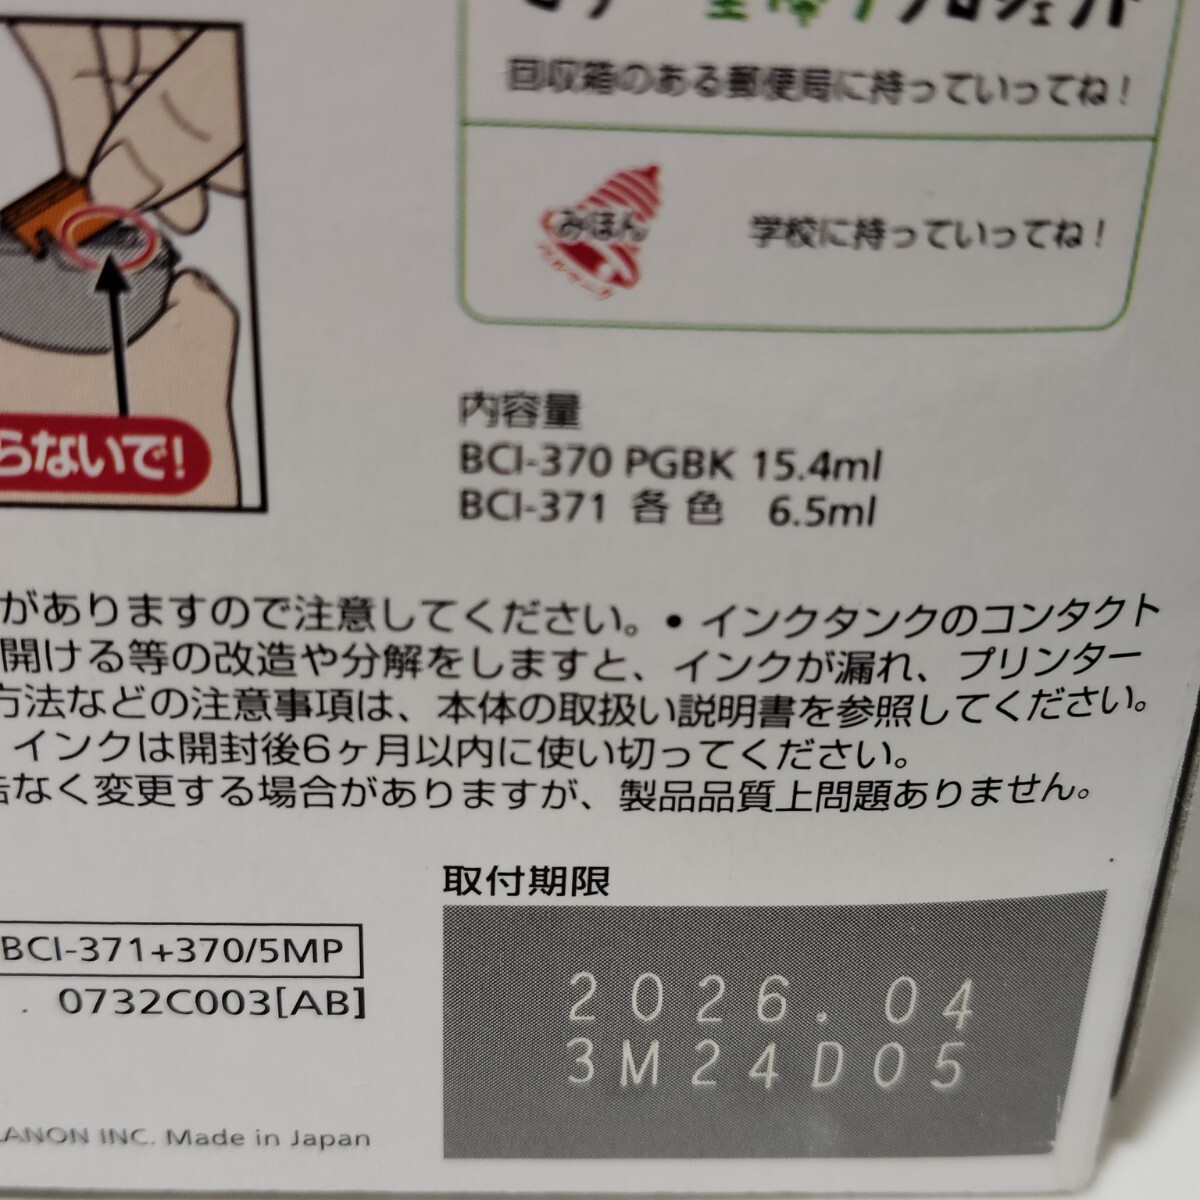 回収箱のある郵便局に持っていってね!
みほん
ベルマーク
学校に持っていってね!
らないで!
内容量
BCI-370 PGBK 15.4ml
BCI-371 各色 6.5ml
がありますので注意してください。• インクタンクのコンタクト
開ける等の改造や分解をしますと、インクが漏れ、プリンター
方法などの注意事項は、本体の取扱い説明書を参照してください。
インクは開封後6ヶ月以内に使い切ってください。
告なく変更する場合がありますが、製品品質上問題ありません。
取付期限
2026.04
3M24D05
BCI-371+370/5MP
0732C003[AB]
CANON INC. Made in Japan